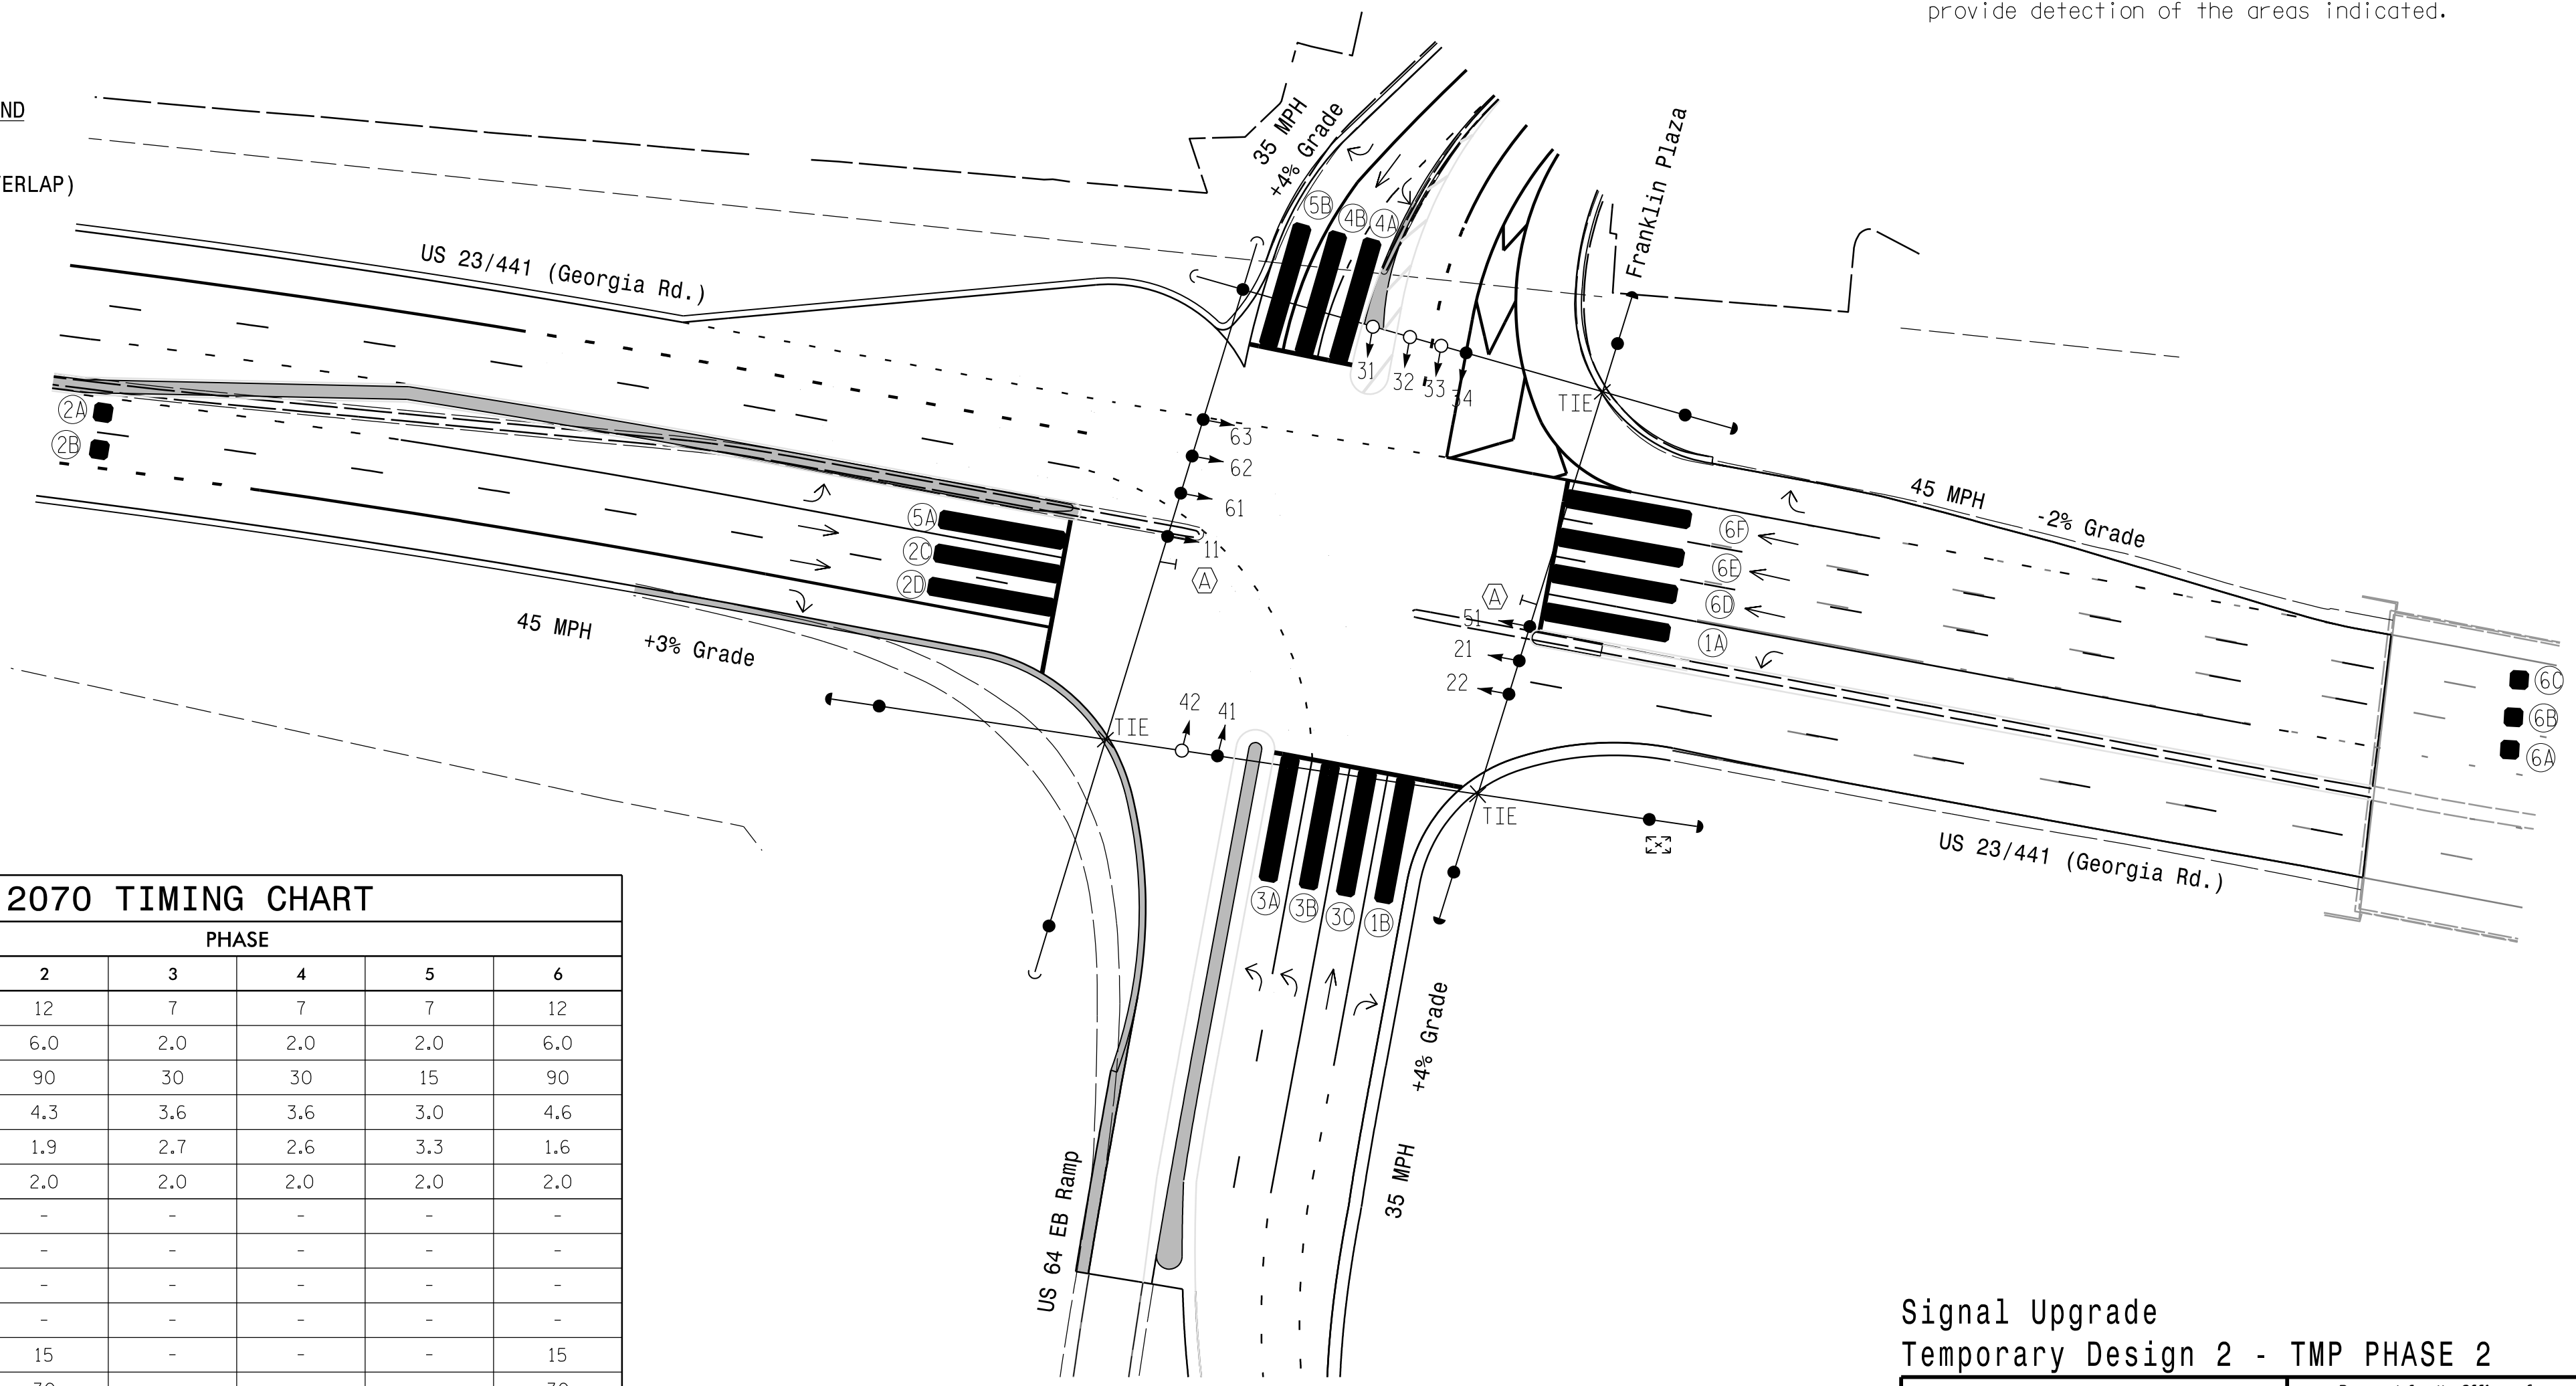 provide detection of the areas indicated.
ND
ERLAP)
35 MPH
+4% Grade
Franklin Plaza
US 23/441 (Georgia Rd.)
5B
4B
4A
2A
2B
31
32
33
34
TIE
63
62
61
11
A
5A
2C
2D
45 MPH
+3% Grade
45 MPH
-2% Grade
6F
6E
6D
1A
A
51
21
22
6C
6B
6A
42
41
TIE
TIE
US 23/441 (Georgia Rd.)
3A
3B
3C
1B
+4% Grade
35 MPH
US 64 EB Ramp
2070 TIMING CHART
PHASE
2 3 4 5 6
12 7 7 7 12
6.0 2.0 2.0 2.0 6.0
90 30 30 15 90
4.3 3.6 3.6 3.0 4.6
1.9 2.7 2.6 3.3 1.6
2.0 2.0 2.0 2.0 2.0
- - - - -
- - - - -
- - - - -
- - - - -
15 - - - 15
Signal Upgrade
Temporary Design 2 - TMP PHASE 2